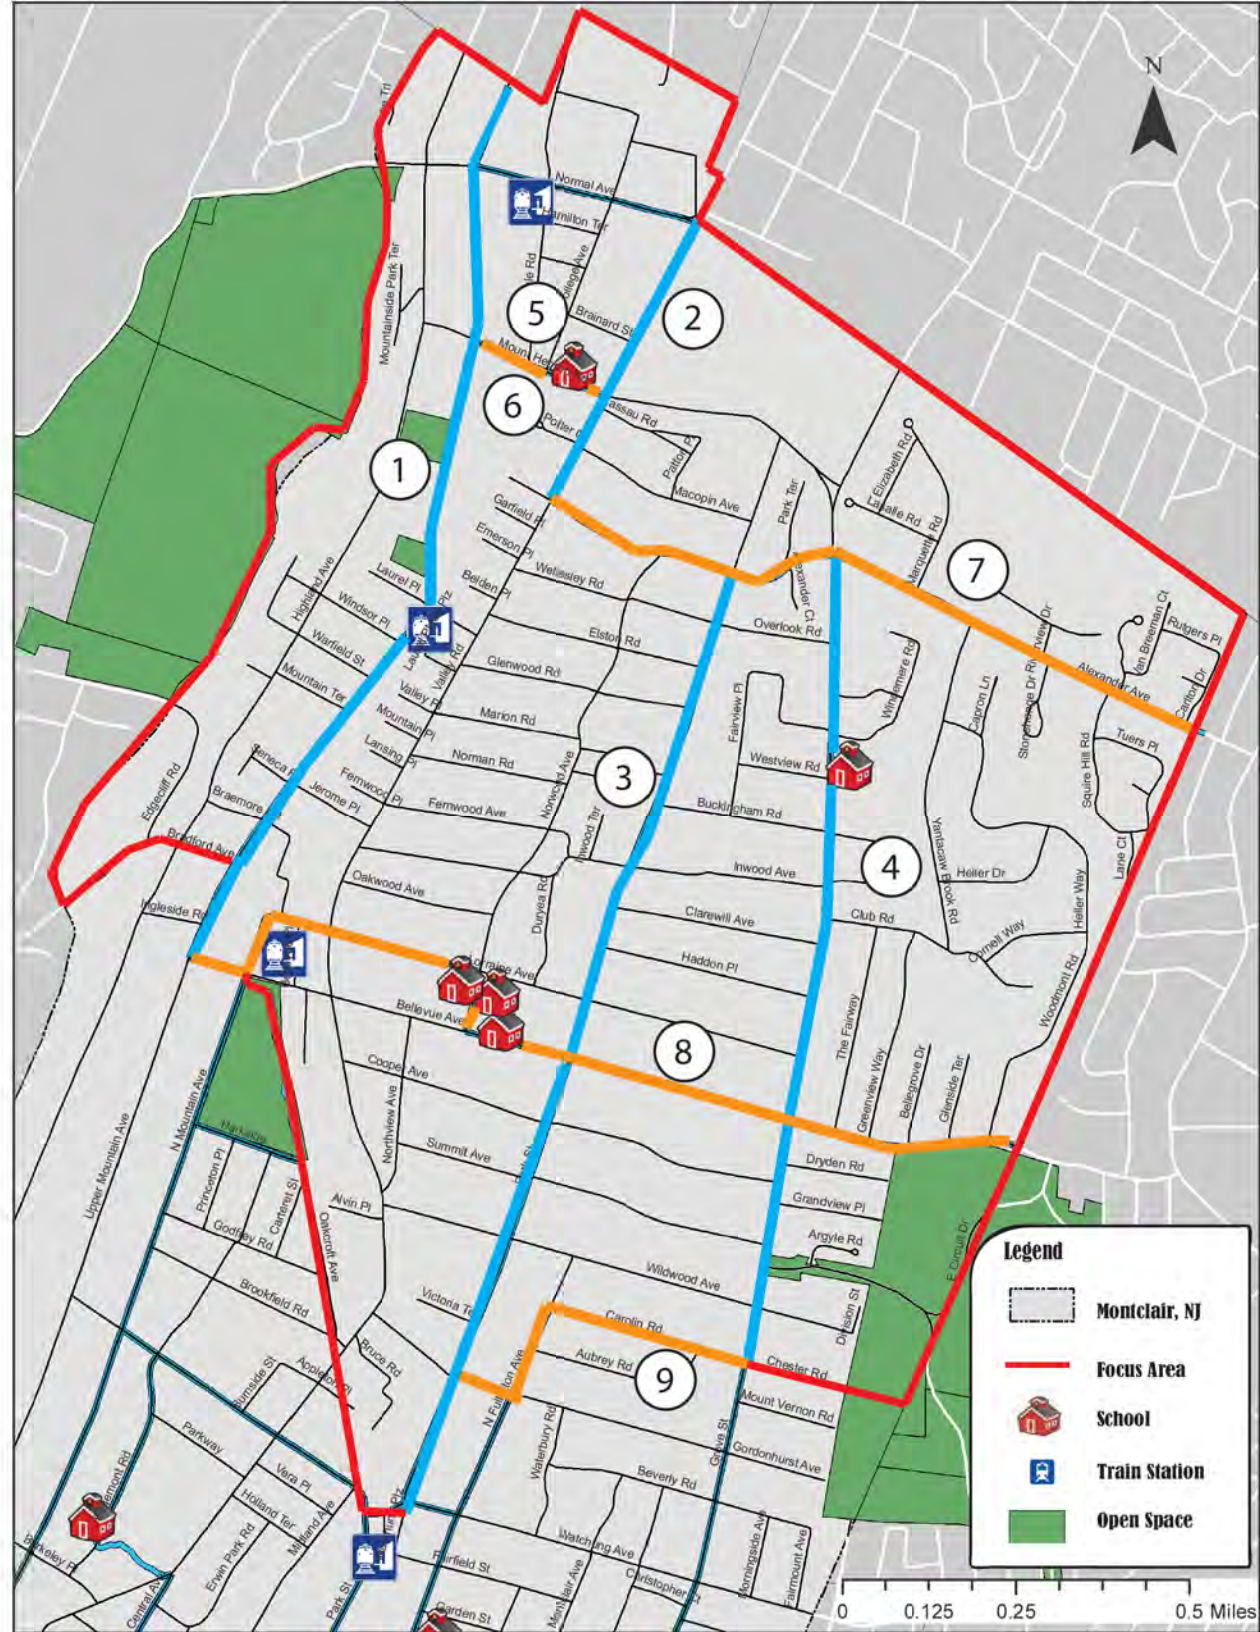 N
Normal Ave
Hamilton Ter
Mountainside Park Ter
Brainard St
5
2
6
1
Macopin Ave
Park Ter
Elizabeth Rd
Lasalle Rd
Marquette Rd
7
Garfield Pl
Emerson Pl
Wellesley Rd
Belden Pl
Alexander Ct
Overlook Rd
Highland Ave
Laurel Pl
Windsor Pl
Warfield St
Elston Rd
Valley Rd
Glenwood Rd
Mountain Ter
Mountain Pl
Marion Rd
Lansing Pl
Norman Rd
Norwood Ave
Fairview Pl
Windemere Rd
Capron Ln
Alexander Ave
Van Breeman Ct
Rutgers Pl
Carlton Dr
Tuers Pl
Squire Hill Rd
3
Westview Rd
Edgecliff Rd
Braemore
Jerome Pl
Fernwood Pl
Fernwood Ave
Inwood Ter
Buckingham Rd
Bradford Ave
Inwood Ave
4
Yantacaw Brook Rd
Heller Dr
Heller Way
Lane Ct
Oakwood Ave
Duryea Rd
Ingleside Rd
Clarewill Ave
Club Rd
Cornell Way
Haddon Pl
Lorraine Ave
Woodmont Rd
Bellevue Ave
8
The Fairway
Greenview Way
Bellegrove Dr
Glenside Ter
Cooper Ave
N Mountain Ave
Upper Mountain Ave
Northview Ave
Summit Ave
Dryden Rd
Princeton Pl
Carteret St
Godfrey Rd
Alvin Pl
Oakcroft Ave
Grandview Pl
Argyle Rd
E Circuit Dr
Wildwood Ave
Brookfield Rd
Carolin Rd
Division St
Bruce Rd
Aubrey Rd
9
Chester Rd
Mount Vernon Rd
Burnside St
Parkway
Vera Pl
Holland Ter
Midland Ave
Erwin Park Rd
Waterbury Rd
Grove St
Gordonhurst Ave
Beverly Rd
Watchung Ave
Fairfield St
Christopher Ct
Morningside Ave
Fairmount Ave
Montclair Ave
Park St
Garden St
Legend
Montclair, NJ
Focus Area
School
Train Station
Open Space
0 0.125 0.25 0.5 Miles